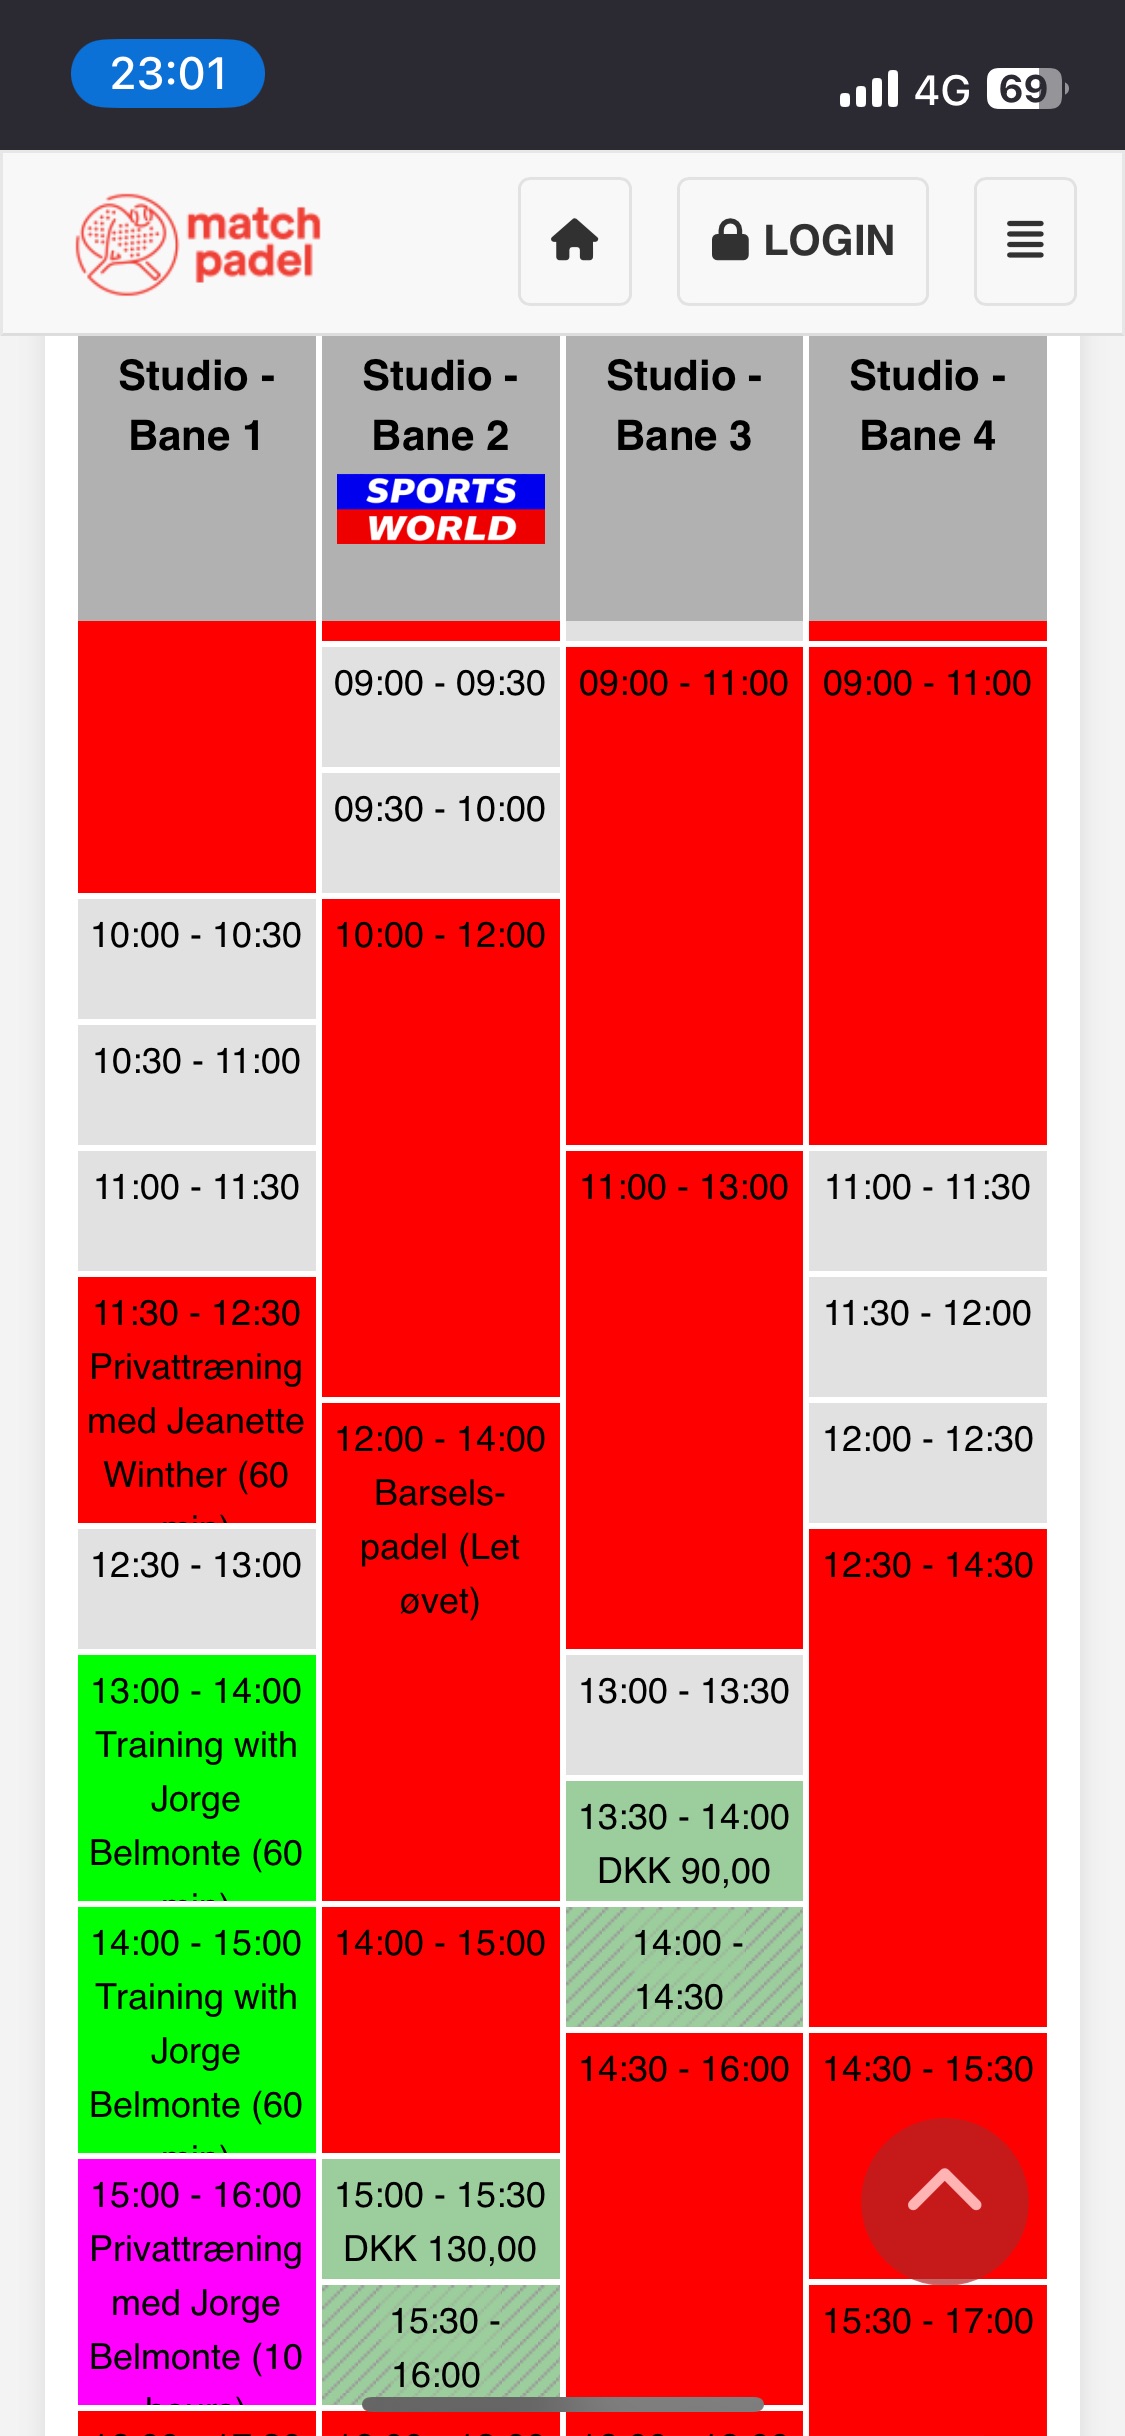 23:01
4G
69
match
padel
LOGIN
Studio -
Bane 1
Studio -
Bane 2
SPORTS
WORLD
Studio -
Bane 3
Studio -
Bane 4
10:00 - 10:30
10:30 - 11:00
11:00 - 11:30
11:30 - 12:30
Privattræning
med Jeanette
Winther (60
12:30 - 13:00
13:00 - 14:00
Training with
Jorge
Belmonte (60
14:00 - 15:00
Training with
Jorge
Belmonte (60
15:00 - 16:00
Privattræning
med Jorge
Belmonte (10
09:00 - 09:30
09:30 - 10:00
10:00 - 12:00
12:00 - 14:00
Barsels-
padel (Let
øvet)
14:00 - 15:00
15:00 - 15:30
DKK 130,00
15:30 -
16:00
09:00 - 11:00
11:00 - 13:00
13:00 - 13:30
13:30 - 14:00
DKK 90,00
14:00 -
14:30
14:30 - 16:00
09:00 - 11:00
11:00 - 11:30
11:30 - 12:00
12:00 - 12:30
12:30 - 14:30
14:30 - 15:30
15:30 - 17:00